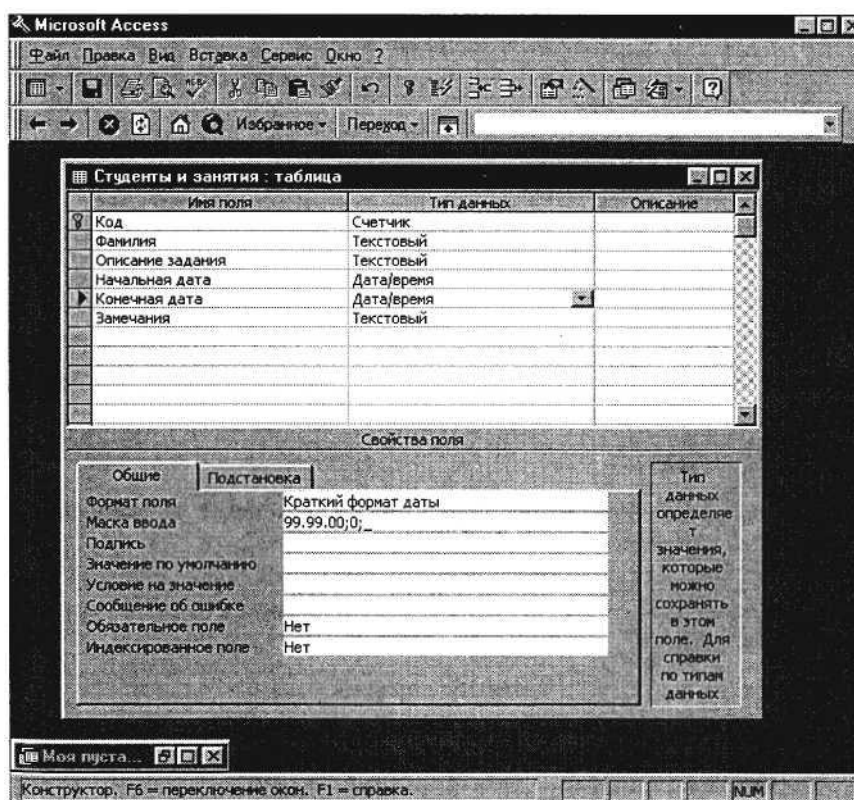 Microsoft Access
Файл Правка Вид Вставка Сервис Окно ?
Избранное Переход
Студенты и занятия : таблица
Имя поля Тип данных Описание
Код Счетчик
Фамилия Текстовый
Описание задания Текстовый
Начальная дата Дата/время
Конечная дата Дата/время
Замечания Текстовый
Свойства поля
Общие Подстановка
Формат поля Краткий формат даты
Маска ввода 99.99.00;0;_
Подпись
Значение по умолчанию
Условие на значение
Сообщение об ошибке
Обязательное поле Нет
Индексированное поле Нет
Тип
данных
определяе
т
значения,
которые
можно
сохранять
в этом
поле. Для
справки
по типам
данных
Моя пуста...
Конструктор. F6 = переключение окон. F1 = справка. NUM